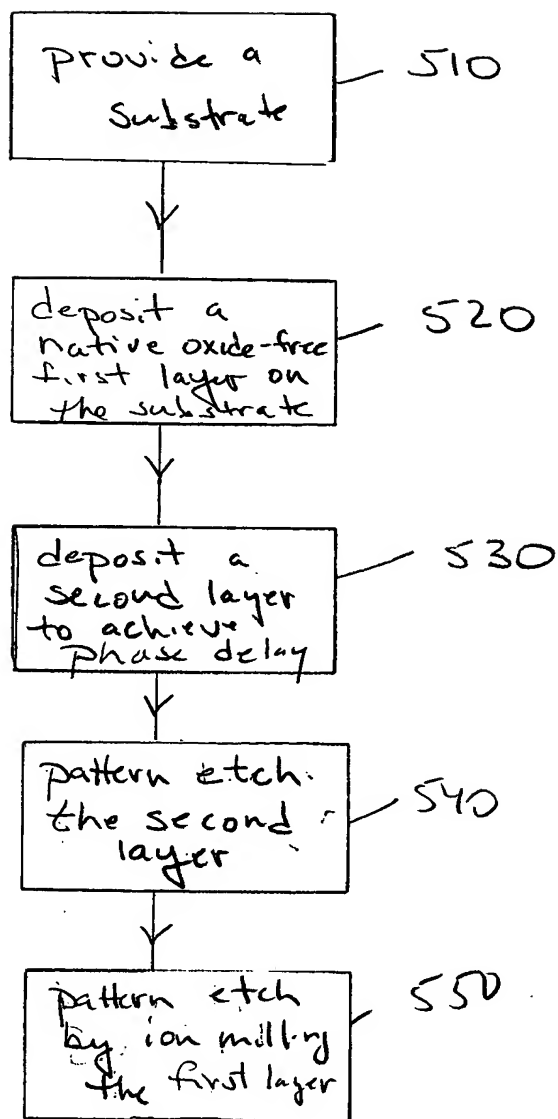 provide a
substrate
510
deposit a
native oxide-free
first layer on
the substrate
520
deposit a
second layer
to achieve
phase delay
530
pattern etch
the second
layer
540
pattern etch
by ion milling
the first layer
550